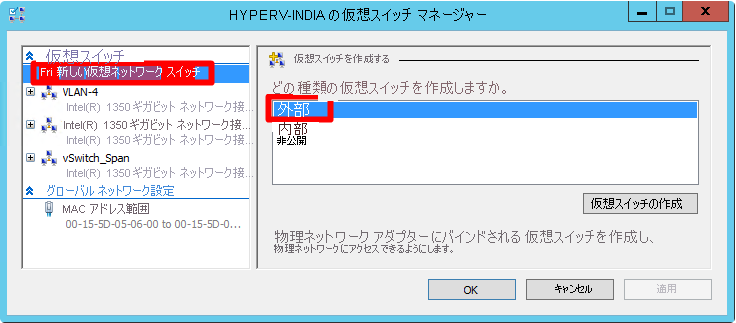 HYPERV-INDIA の仮想スイッチ マネージャー
仮想スイッチ
Fri 新しい仮想ネットワーク スイッチ
VLAN-4
Intel(R) 1350 ギガビット ネットワーク接...
Intel(R) 1350 ギガビット ネットワーク接...
Intel(R) 1350 ギガビット ネットワーク接...
vSwitch_Span
Intel(R) 1350 ギガビット ネットワーク接...
グローバル ネットワーク設定
MAC アドレス範囲
00-15-5D-05-06-00 to 00-15-5D-0...
仮想スイッチを作成する
どの種類の仮想スイッチを作成しますか。
外部
内部
非公開
仮想スイッチの作成
物理ネットワーク アダプターにバインドされる 仮想スイッチを作成し、
物理ネットワークにアクセスできるようにします。
OK
キャンセル
適用